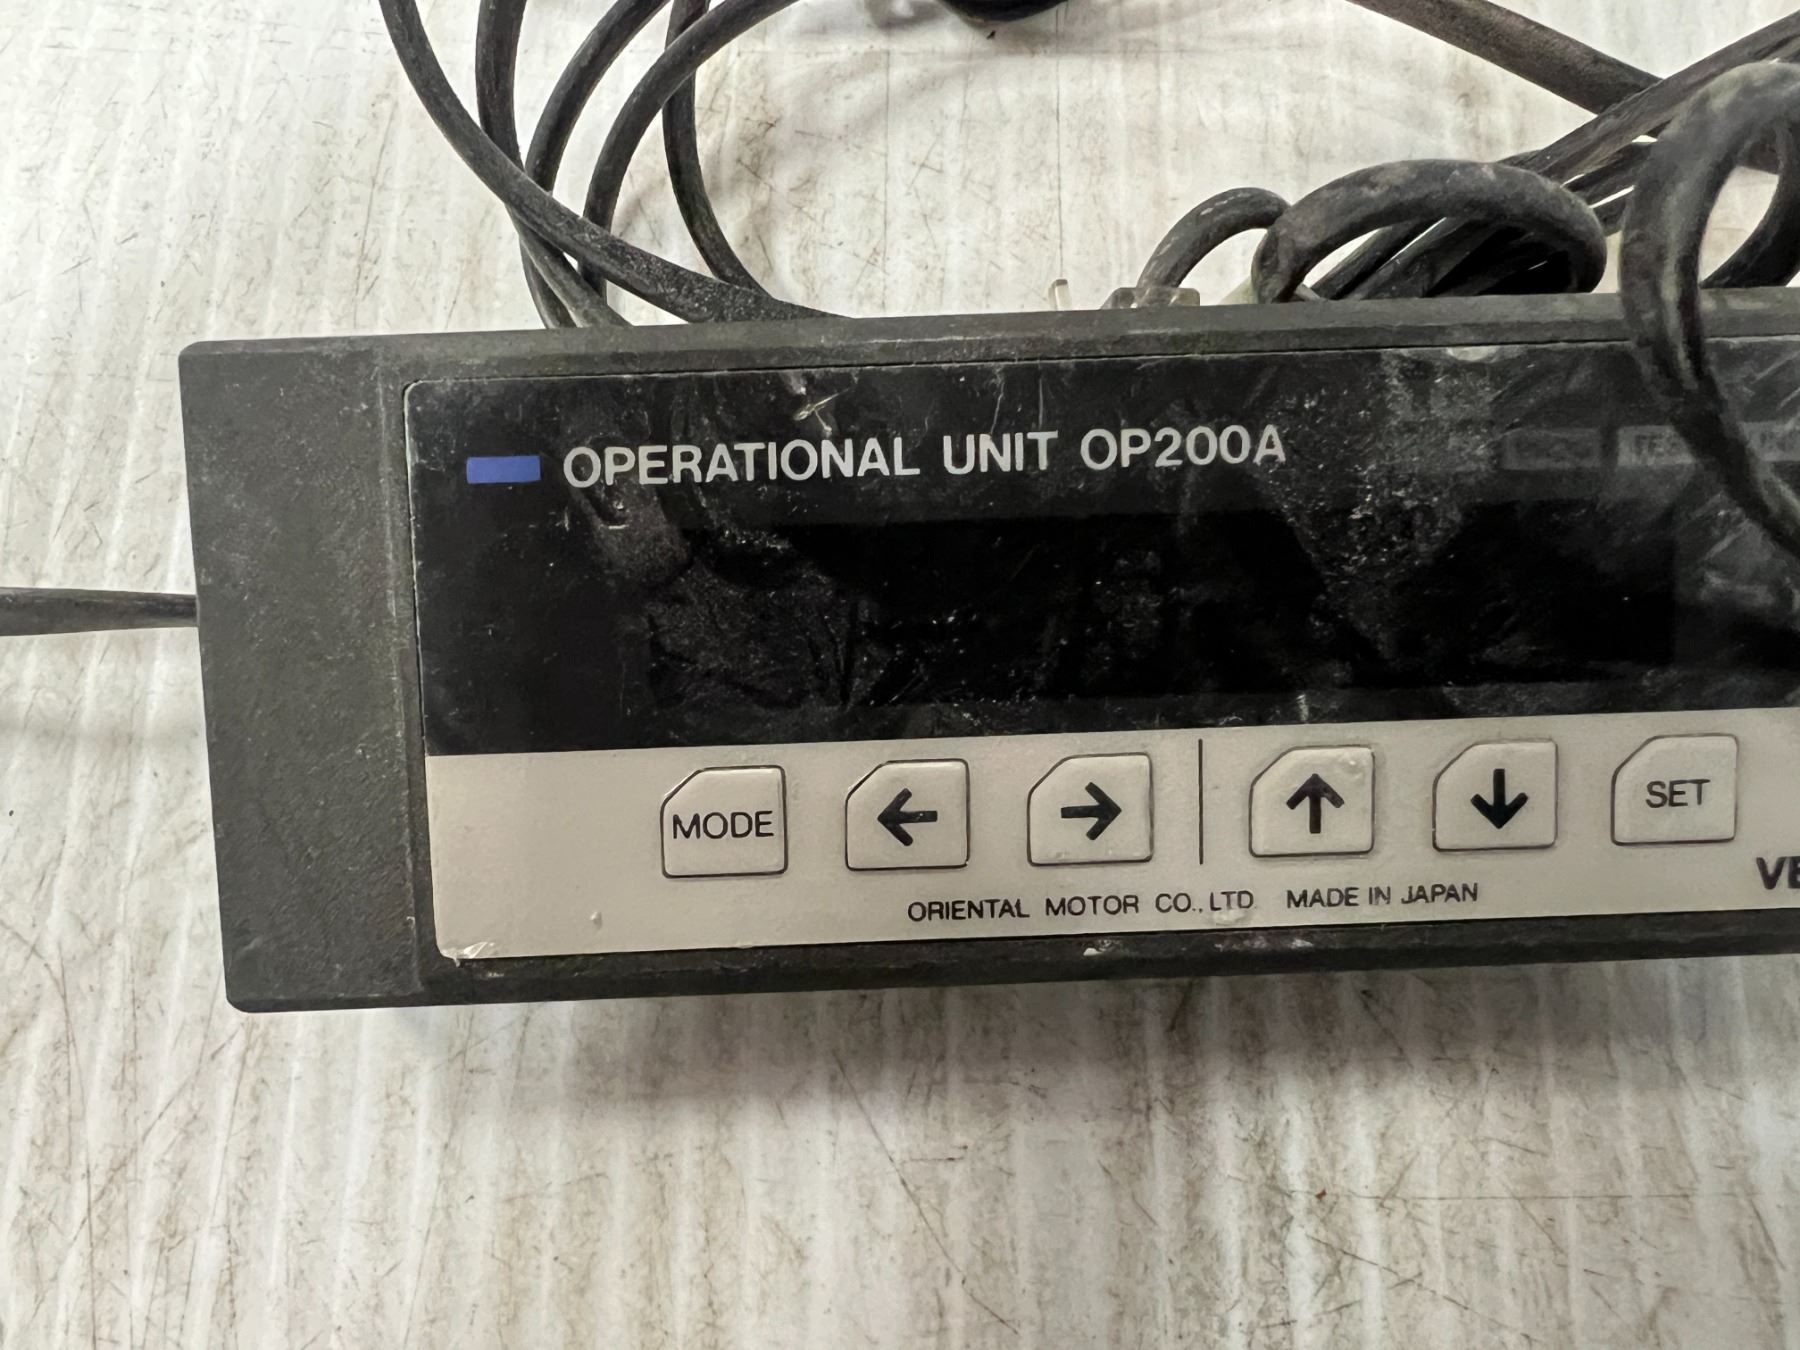 OPERATIONAL UNIT OP200A
MODE ← → ↑ ↓ SET
ORIENTAL MOTOR CO., LTD. MADE IN JAPAN